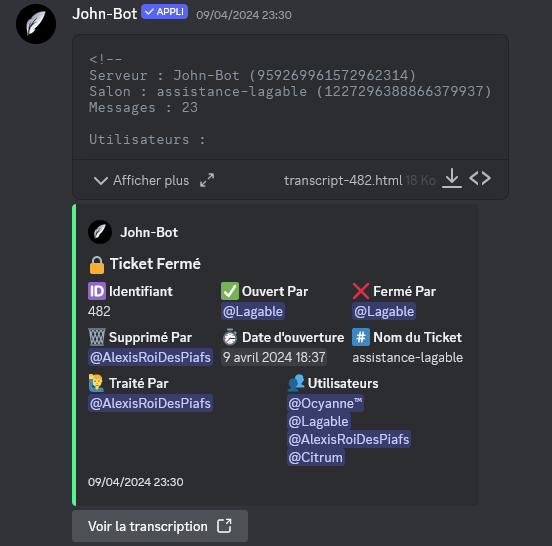 John-Bot ✓ APPLI 09/04/2024 23:30
<!--
Serveur : John-Bot (959269961572962314)
Salon : assistance-lagable (1227296388866379937)
Messages : 23
Utilisateurs :
Afficher plus transcript-482.html 18 Ko <>
John-Bot
🔒 Ticket Fermé
🆔 Identifiant ✅ Ouvert Par ❌ Fermé Par
482 @Lagable @Lagable
🗑️ Supprimé Par ⏱️ Date d'ouverture #️⃣ Nom du Ticket
@AlexisRoiDesPiafs 9 avril 2024 18:37 assistance-lagable
🙋‍♂️ Traité Par 👥 Utilisateurs
@AlexisRoiDesPiafs @Ocyanne™
@Lagable
@AlexisRoiDesPiafs
@Citrum
09/04/2024 23:30
Voir la transcription